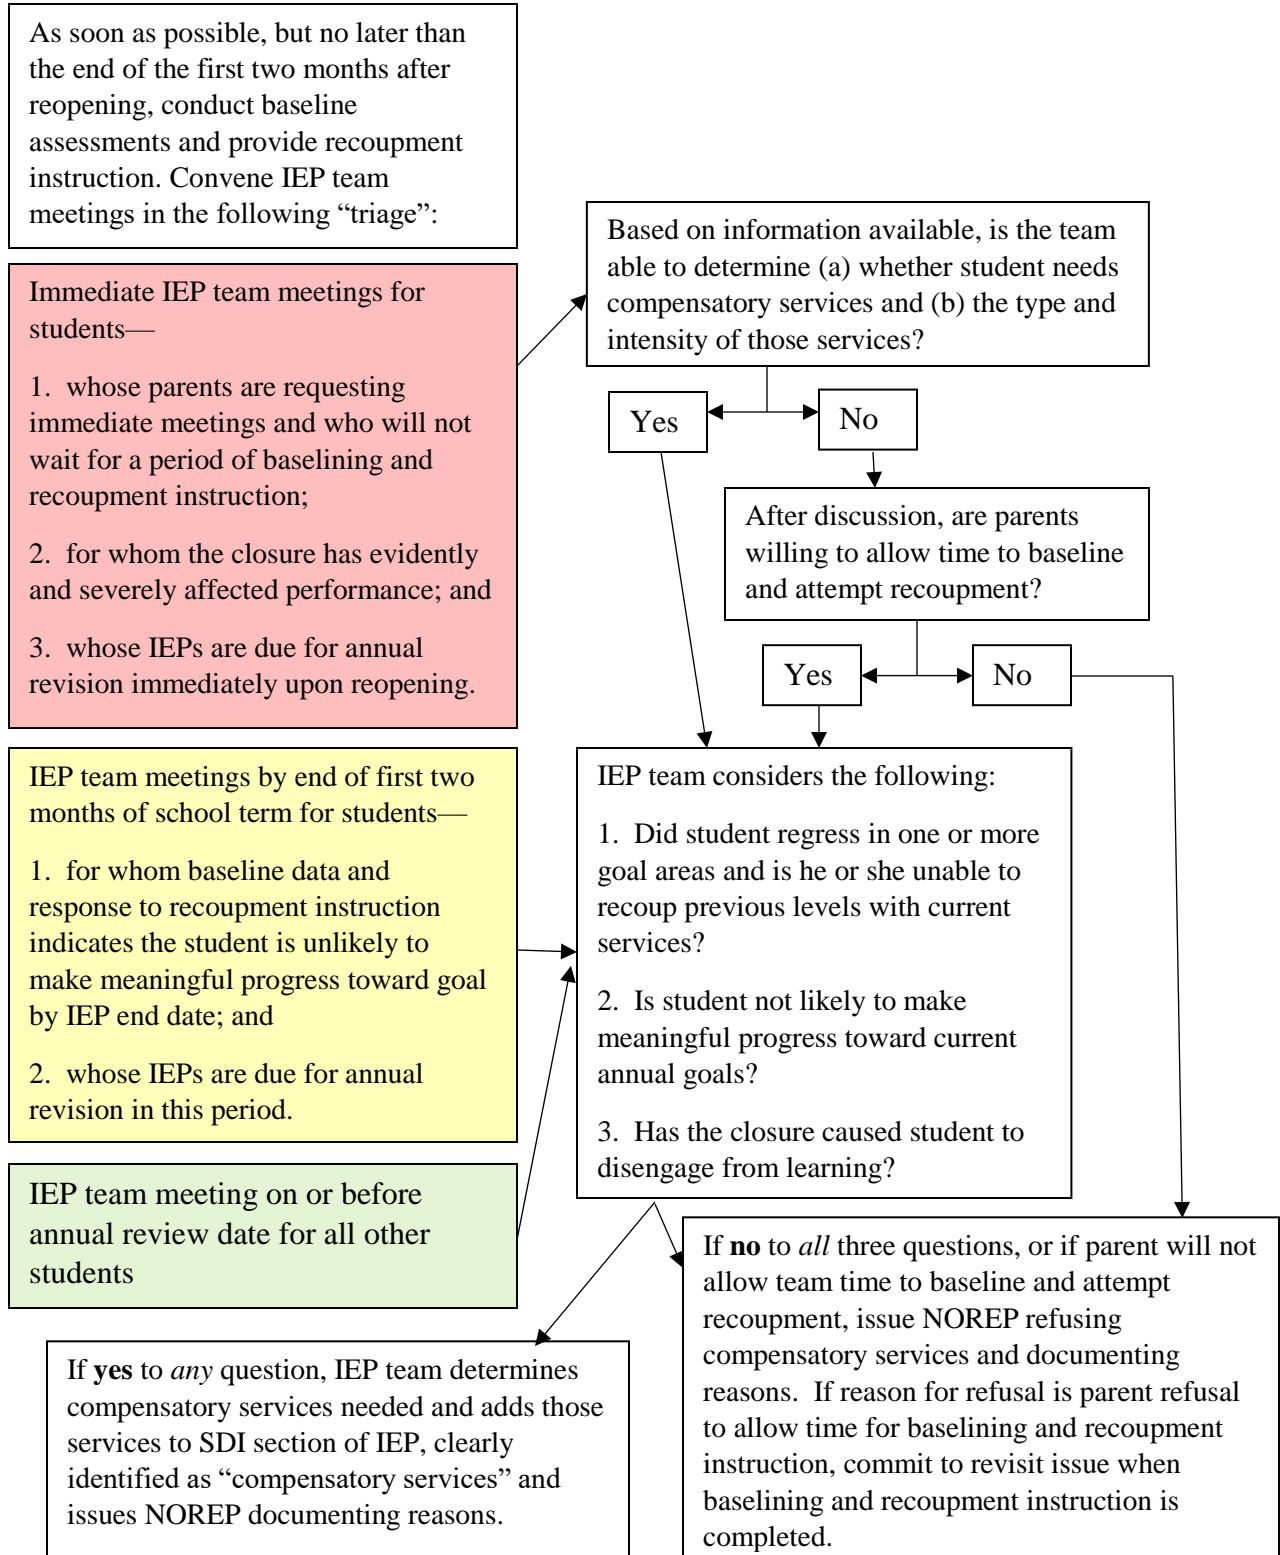 As soon as possible, but no later than
the end of the first two months after
reopening, conduct baseline
assessments and provide recoupment
instruction. Convene IEP team
meetings in the following “triage”:
Immediate IEP team meetings for
students—
1. whose parents are requesting
immediate meetings and who will not
wait for a period of baselining and
recoupment instruction;
2. for whom the closure has evidently
and severely affected performance; and
3. whose IEPs are due for annual
revision immediately upon reopening.
IEP team meetings by end of first two
months of school term for students—
1. for whom baseline data and
response to recoupment instruction
indicates the student is unlikely to
make meaningful progress toward goal
by IEP end date; and
2. whose IEPs are due for annual
revision in this period.
IEP team meeting on or before
annual review date for all other
students
Based on information available, is the team
able to determine (a) whether student needs
compensatory services and (b) the type and
intensity of those services?
Yes
No
After discussion, are parents
willing to allow time to baseline
and attempt recoupment?
Yes
No
IEP team considers the following:
1. Did student regress in one or more
goal areas and is he or she unable to
recoup previous levels with current
services?
2. Is student not likely to make
meaningful progress toward current
annual goals?
3. Has the closure caused student to
disengage from learning?
If yes to any question, IEP team determines
compensatory services needed and adds those
services to SDI section of IEP, clearly
identified as “compensatory services” and
issues NOREP documenting reasons.
If no to all three questions, or if parent will not
allow team time to baseline and attempt
recoupment, issue NOREP refusing
compensatory services and documenting
reasons. If reason for refusal is parent refusal
to allow time for baselining and recoupment
instruction, commit to revisit issue when
baselining and recoupment instruction is
completed.